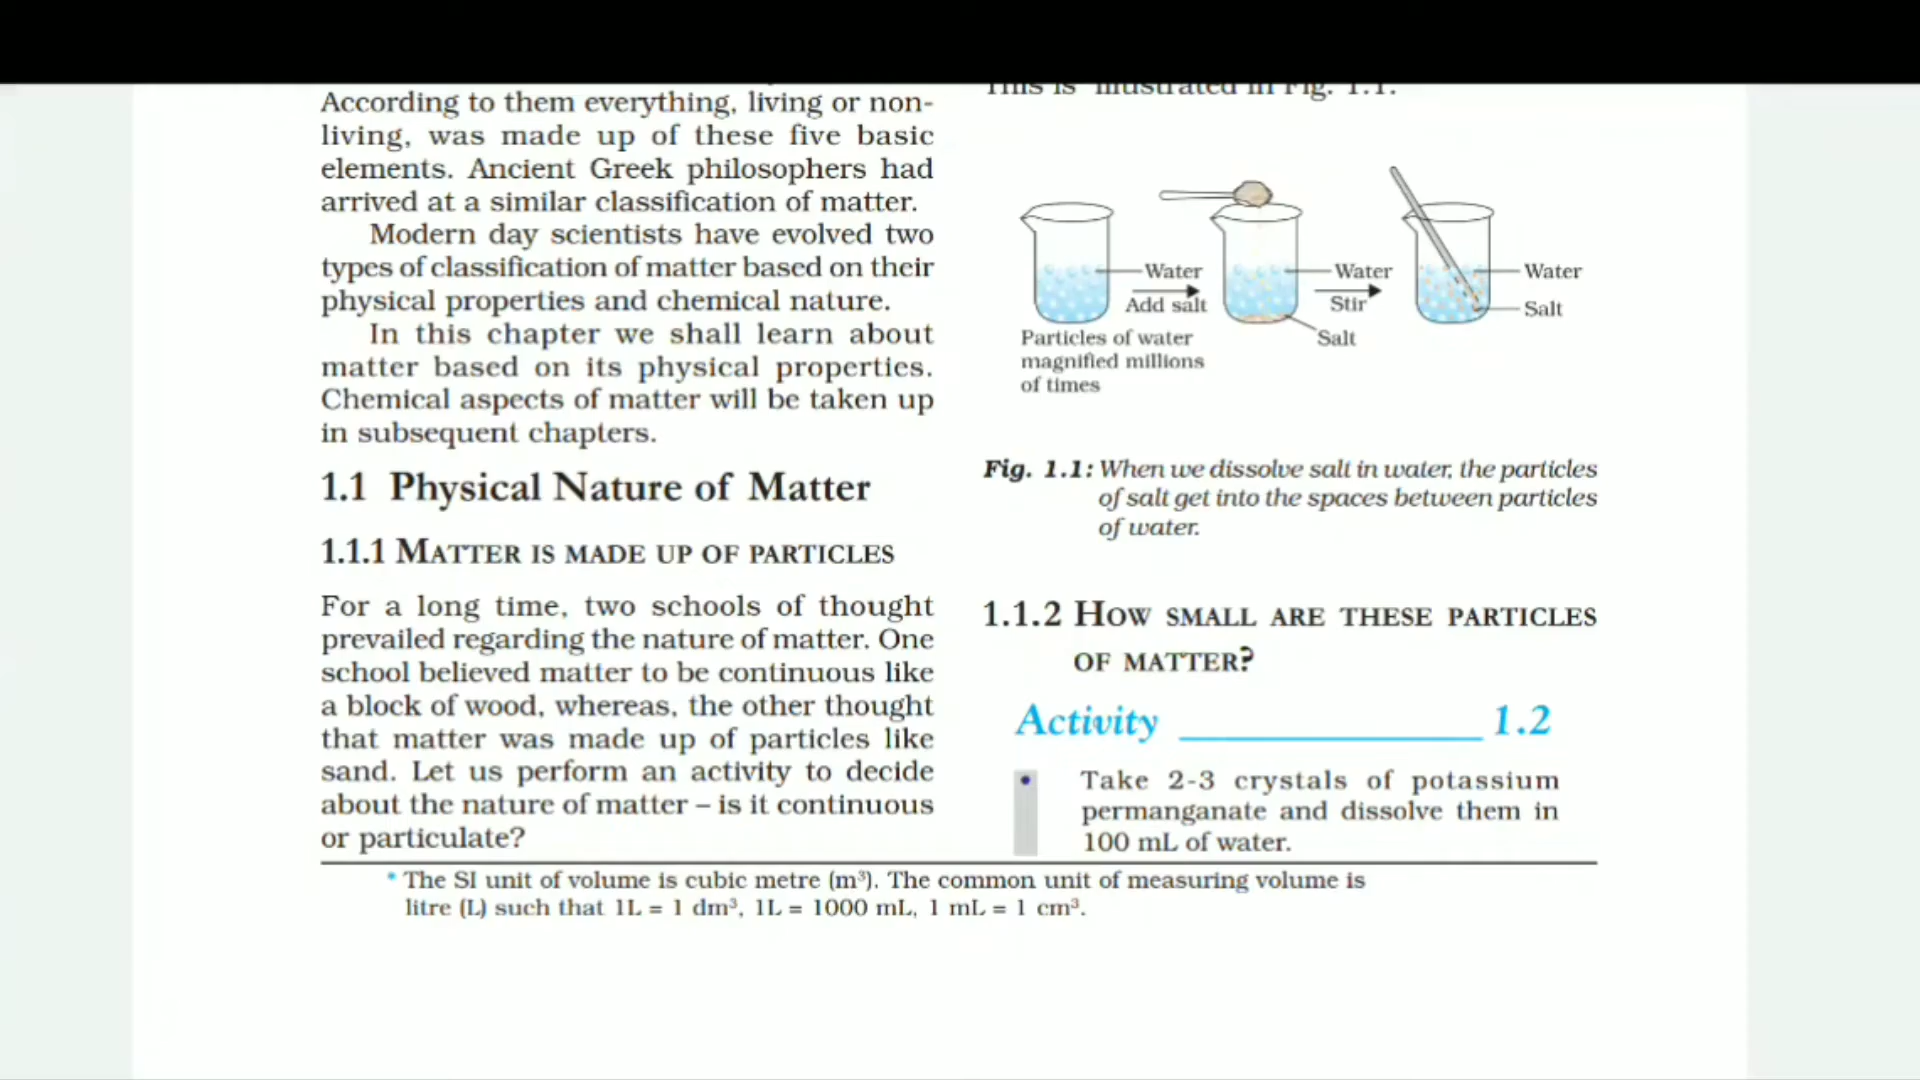 According to them everything, living or non-
living, was made up of these five basic
elements. Ancient Greek philosophers had
arrived at a similar classification of matter.
Modern day scientists have evolved two
types of classification of matter based on their
physical properties and chemical nature.
In this chapter we shall learn about
matter based on its physical properties.
Chemical aspects of matter will be taken up
in subsequent chapters.
1.1 Physical Nature of Matter
1.1.1 MATTER IS MADE UP OF PARTICLES
For a long time, two schools of thought
prevailed regarding the nature of matter. One
school believed matter to be continuous like
a block of wood, whereas, the other thought
that matter was made up of particles like
sand. Let us perform an activity to decide
about the nature of matter – is it continuous
or particulate?
This is illustrated in Fig. 1.1.
Water
Add salt
Water
Stir
Water
Salt
Salt
Particles of water
magnified millions
of times
Fig. 1.1: When we dissolve salt in water, the particles
of salt get into the spaces between particles
of water.
1.1.2 HOW SMALL ARE THESE PARTICLES
OF MATTER?
Activity 1.2
• Take 2-3 crystals of potassium
permanganate and dissolve them in
100 mL of water.
* The SI unit of volume is cubic metre (m³). The common unit of measuring volume is
litre (L) such that 1L = 1 dm³, 1L = 1000 mL, 1 mL = 1 cm³.